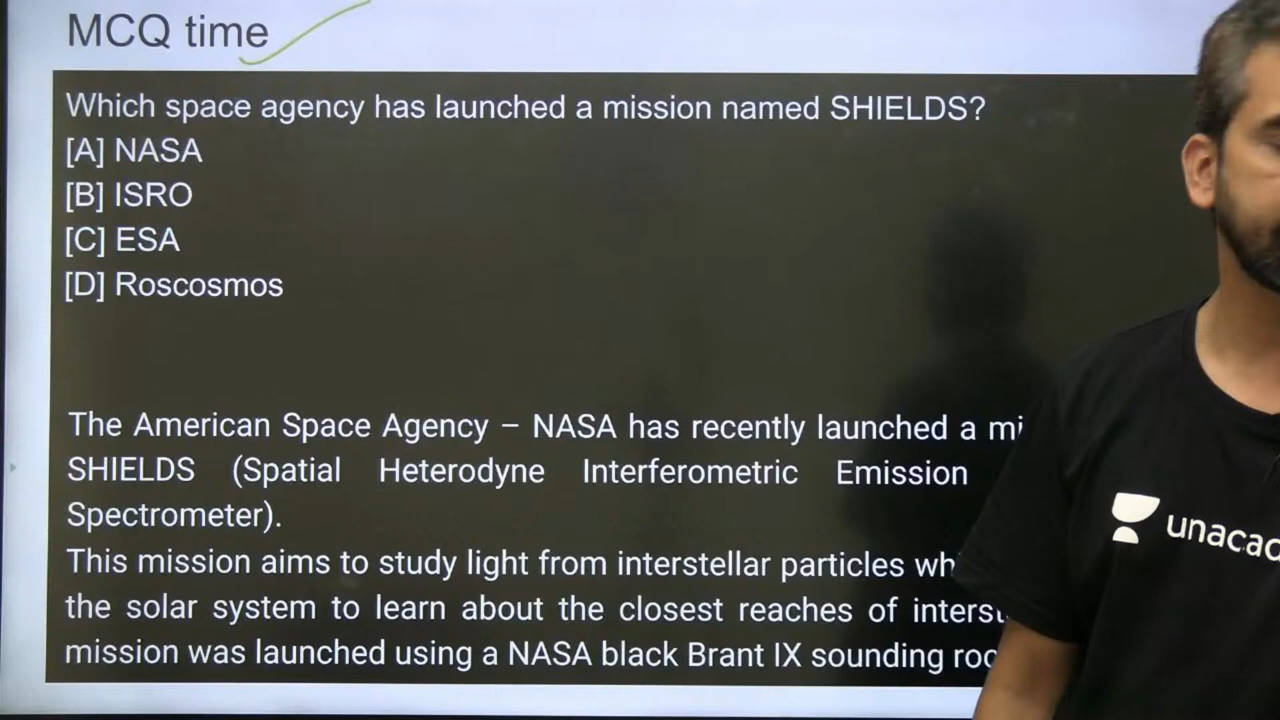 MCQ time
Which space agency has launched a mission named SHIELDS?
[A] NASA
[B] ISRO
[C] ESA
[D] Roscosmos
The American Space Agency – NASA has recently launched a
SHIELDS (Spatial Heterodyne Interferometric Emission
Spectrometer).
This mission aims to study light from interstellar particles
the solar system to learn about the closest reaches of
mission was launched using a NASA black Brant IX sounding